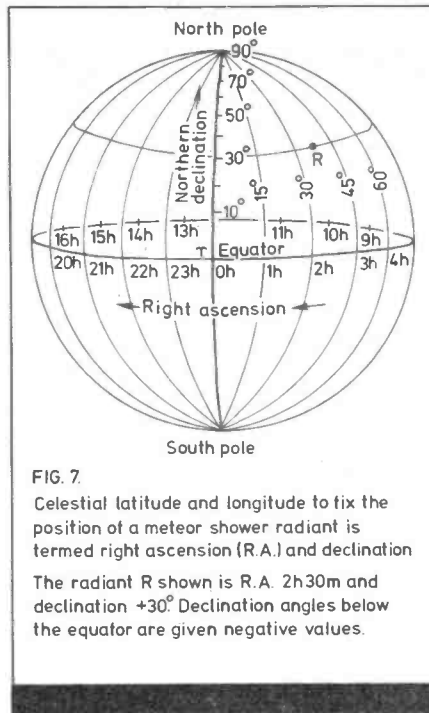 North pole
90°
70°
50°
30°
10°
Northern
declination
R
15°
30°
45°
60°
16h 15h 14h 13h 11h 10h 9h
♈ Equator
20h 21h 22h 23h 0h 1h 2h 3h 4h
Right ascension
South pole
FIG. 7.
Celestial latitude and longitude to fix the
position of a meteor shower radiant is
termed right ascension (R.A.) and declination
The radiant R shown is R.A. 2h30m and
declination +30° Declination angles below
the equator are given negative values.